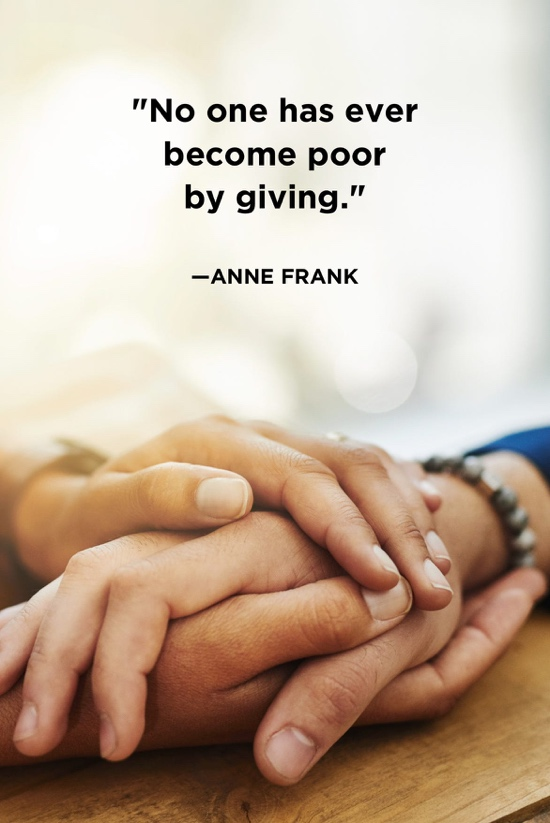 "No one has ever
become poor
by giving."
—ANNE FRANK